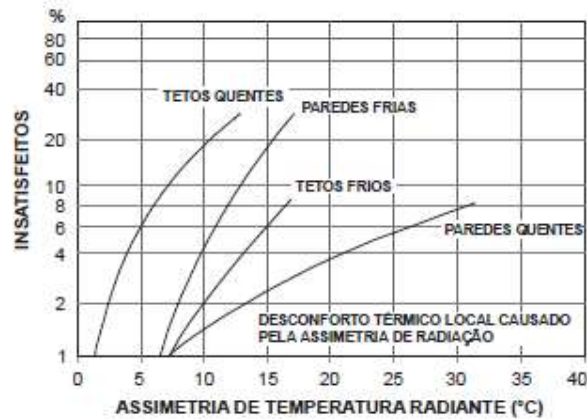 %
80
60
40
20
10
8
6
4
2
1
INSATISFEITOS
TETOS QUENTES
PAREDES FRIAS
TETOS FRIOS
PAREDES QUENTES
DESCONFORTO TÉRMICO LOCAL CAUSADO
PELA ASSIMETRIA DE RADIAÇÃO
0 5 10 15 20 25 30 35 40
ASSIMETRIA DE TEMPERATURA RADIANTE (°C)